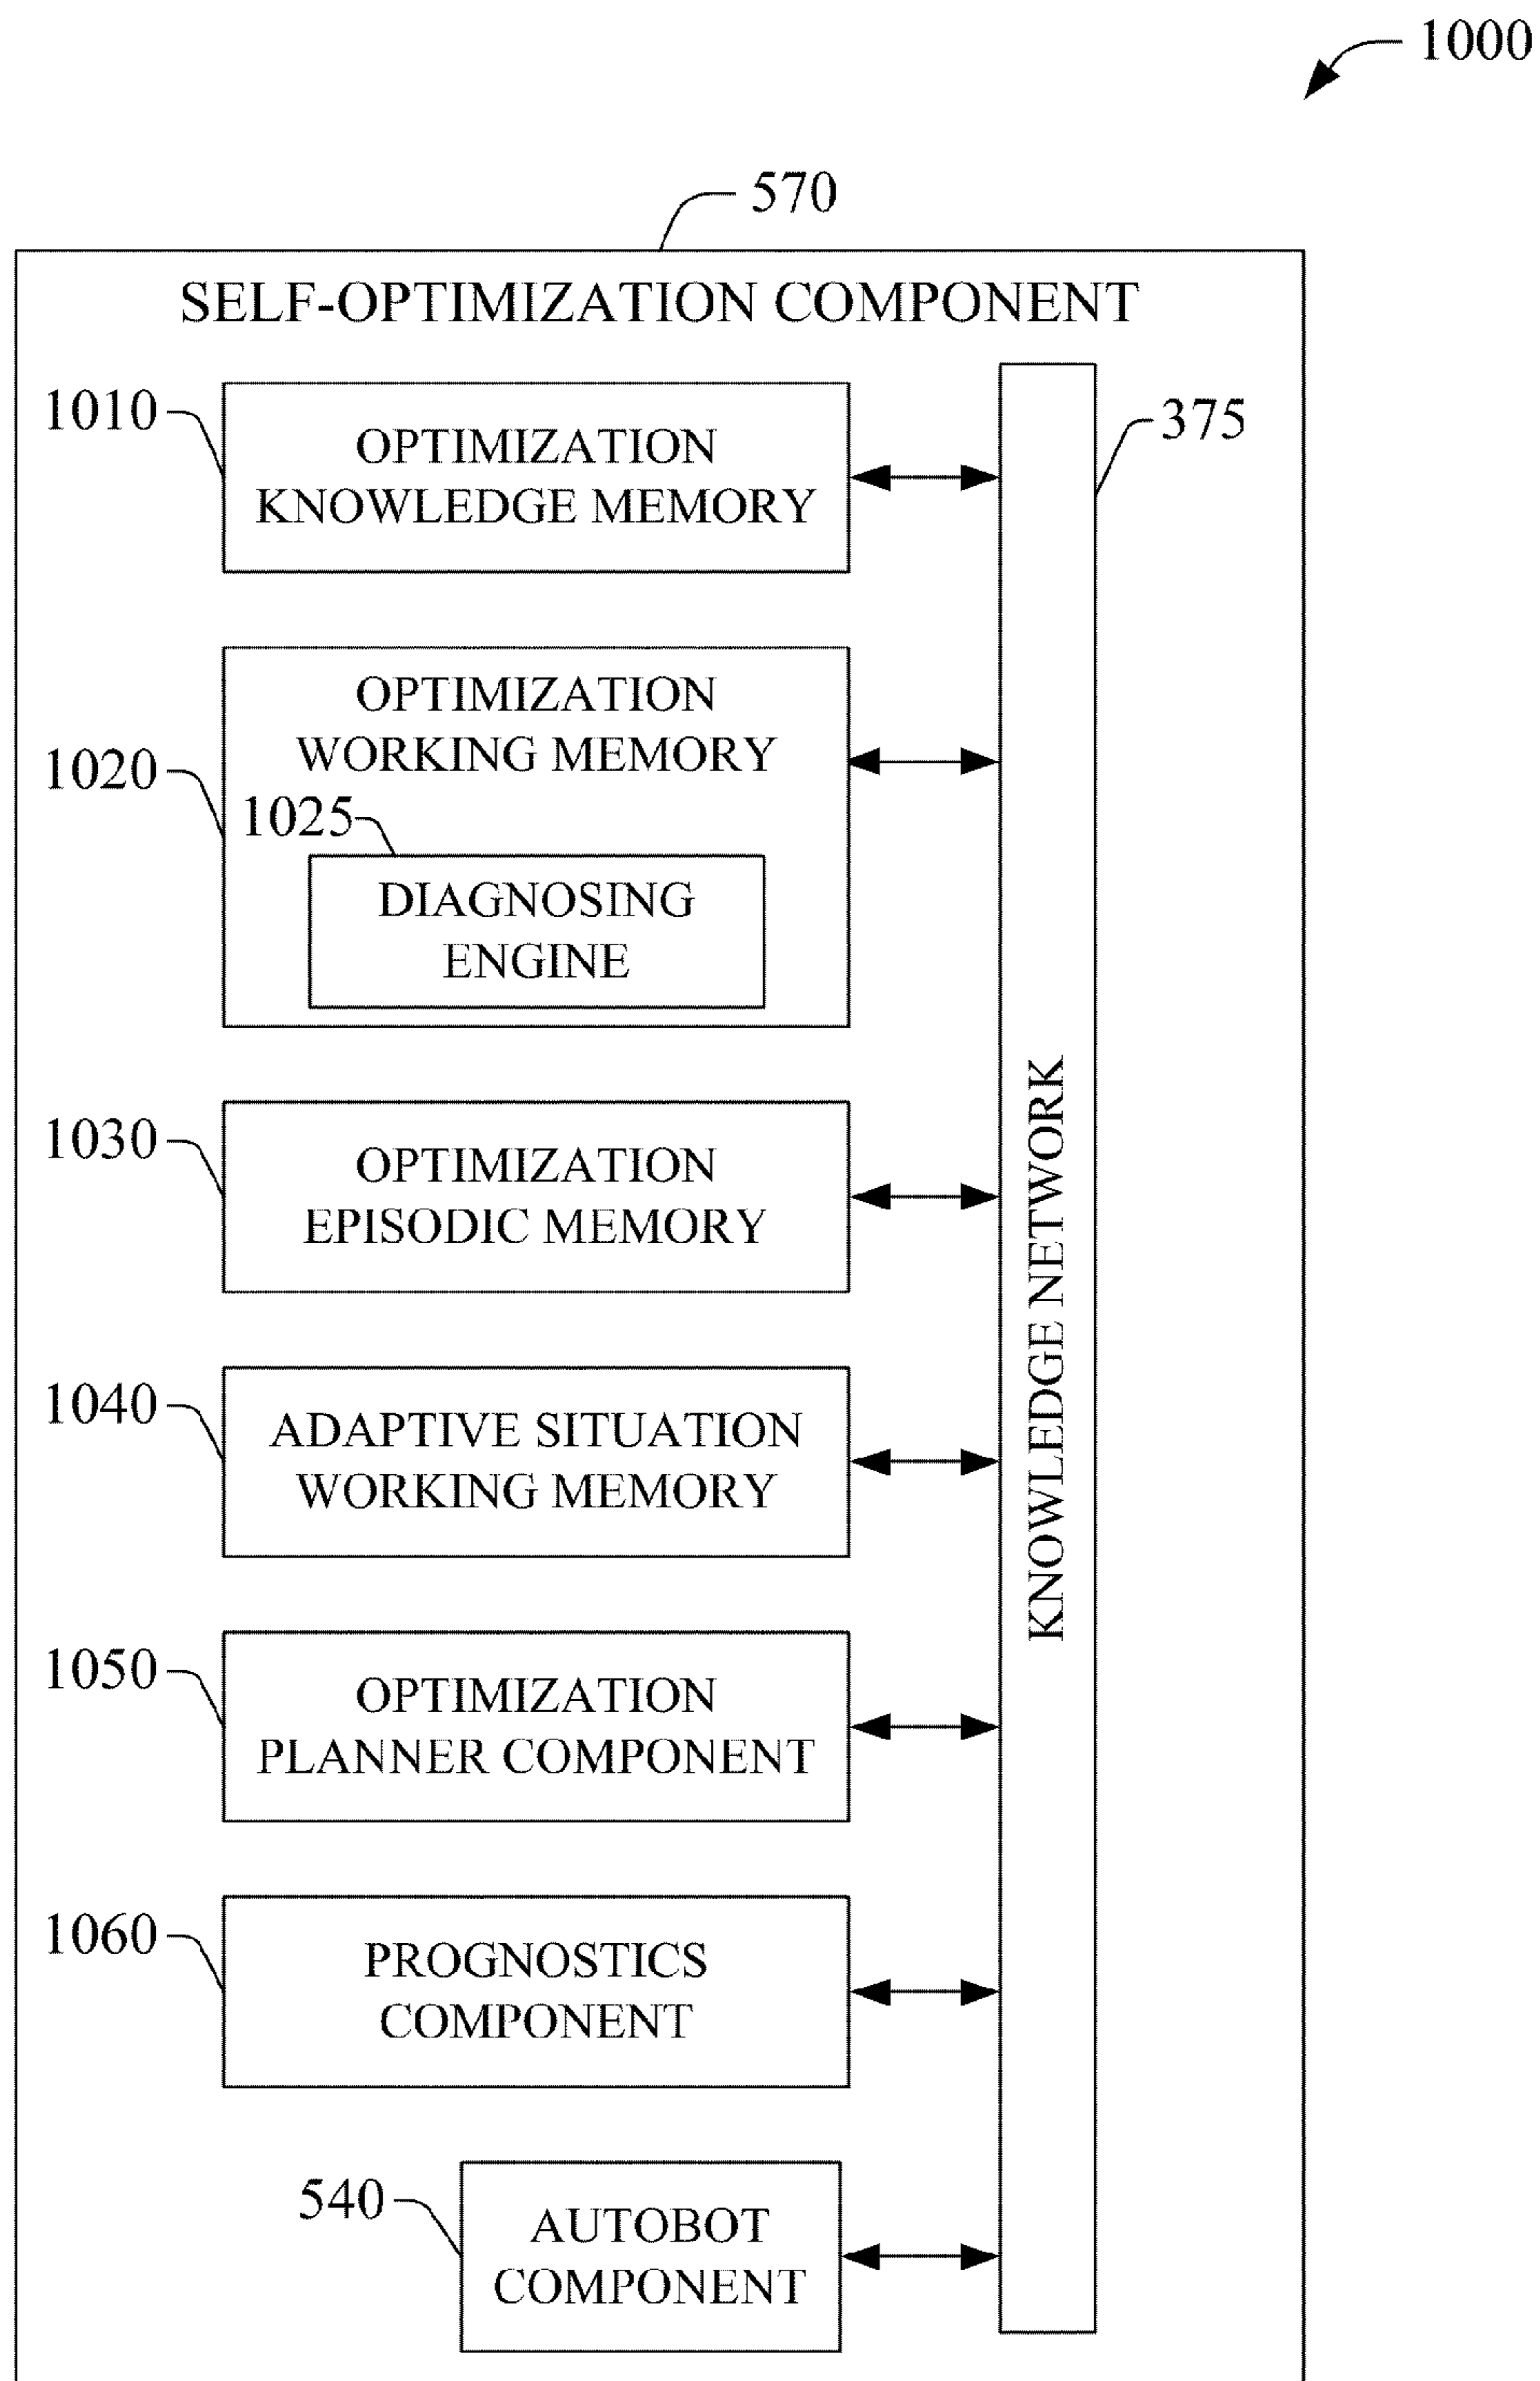 1000
570
SELF-OPTIMIZATION COMPONENT
1010
OPTIMIZATION
KNOWLEDGE MEMORY
375
1020
OPTIMIZATION
WORKING MEMORY
1025
DIAGNOSING
ENGINE
1030
OPTIMIZATION
EPISODIC MEMORY
KNOWLEDGE NETWORK
1040
ADAPTIVE SITUATION
WORKING MEMORY
1050
OPTIMIZATION
PLANNER COMPONENT
1060
PROGNOSTICS
COMPONENT
540
AUTOBOT
COMPONENT